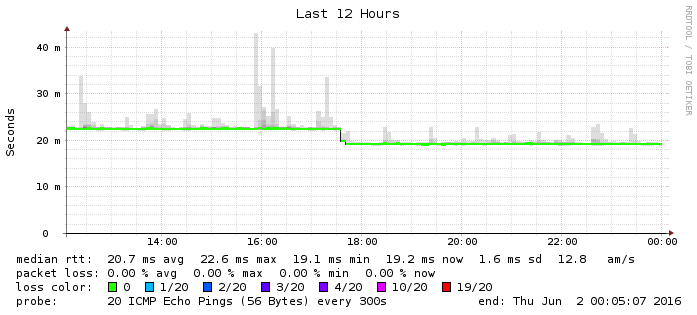 Last 12 Hours
RRDTOOL / TOBI OETIKER
Seconds
40 m
30 m
20 m
10 m
0
14:00 16:00 18:00 20:00 22:00 00:00
median rtt: 20.7 ms avg 22.6 ms max 19.1 ms min 19.2 ms now 1.6 ms sd 12.8 am/s
packet loss: 0.00 % avg 0.00 % max 0.00 % min 0.00 % now
loss color: 0 1/20 2/20 3/20 4/20 10/20 19/20
probe: 20 ICMP Echo Pings (56 Bytes) every 300s end: Thu Jun 2 00:05:07 2016